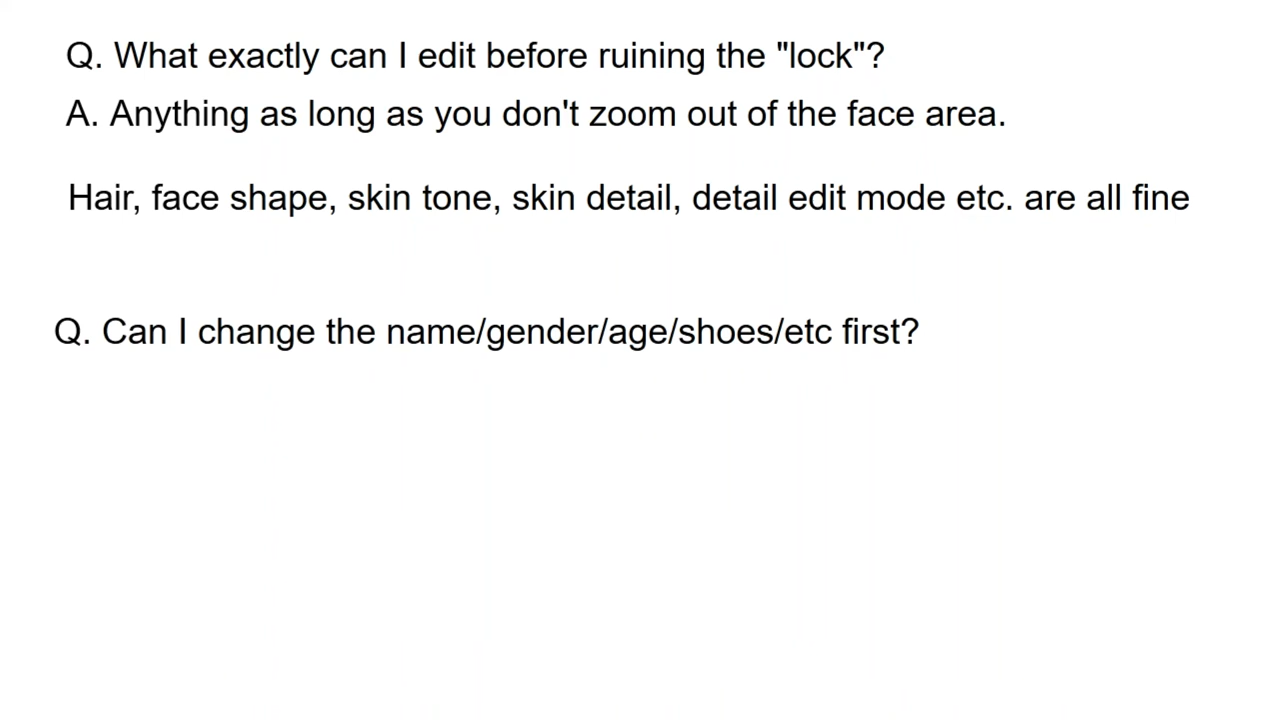 Q. What exactly can I edit before ruining the "lock"?
A. Anything as long as you don't zoom out of the face area.
Hair, face shape, skin tone, skin detail, detail edit mode etc. are all fine
Q. Can I change the name/gender/age/shoes/etc first?